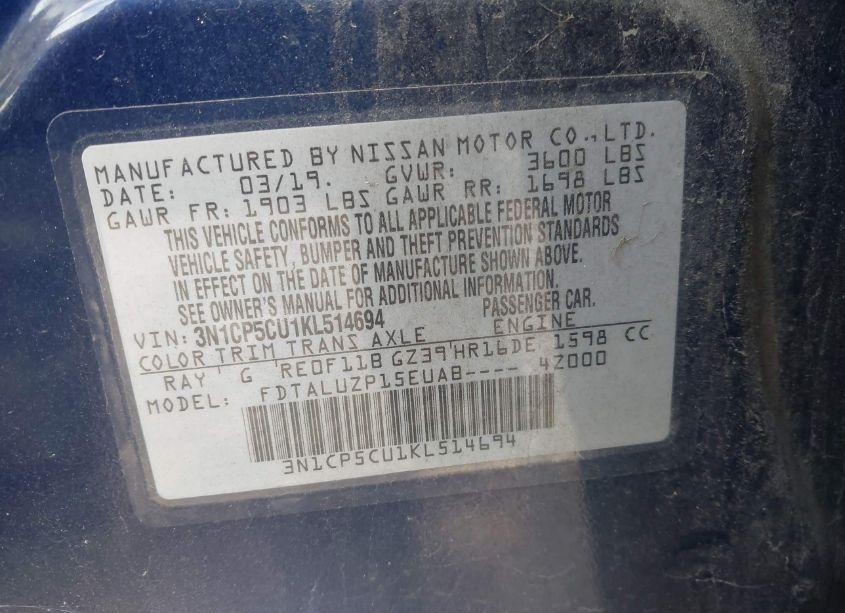 MANUFACTURED BY NISSAN MOTOR CO., LTD.
DATE: 03/19. GVWR: 3600 LBS
GAWR FR: 1903 LBS GAWR RR: 1698 LBS
THIS VEHICLE CONFORMS TO ALL APPLICABLE FEDERAL MOTOR
VEHICLE SAFETY, BUMPER AND THEFT PREVENTION STANDARDS
IN EFFECT ON THE DATE OF MANUFACTURE SHOWN ABOVE.
SEE OWNER'S MANUAL FOR ADDITIONAL INFORMATION.
VIN: 3N1CP5CU1KL514694 PASSENGER CAR.
COLOR TRIM TRANS AXLE ENGINE
RAY G RE0F11B GZ39 HR16DE 1598 CC
MODEL: FDTALUZP15EUAB---- 4Z000
3N1CP5CU1KL514694